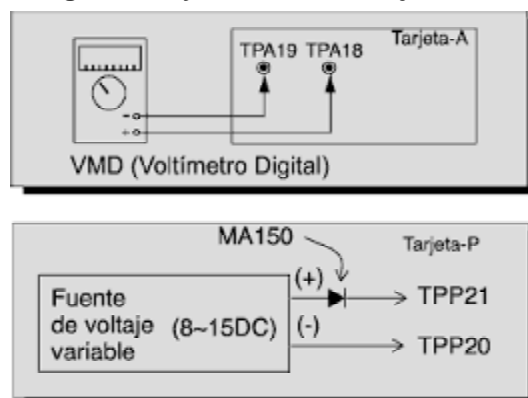 TPA19 TPA18 Tarjeta-A
- o
+ o
VMD (Voltímetro Digital)
MA150
Tarjeta-P
Fuente
de voltaje (8~15DC)
variable
(+)
TPP21
(-)
TPP20